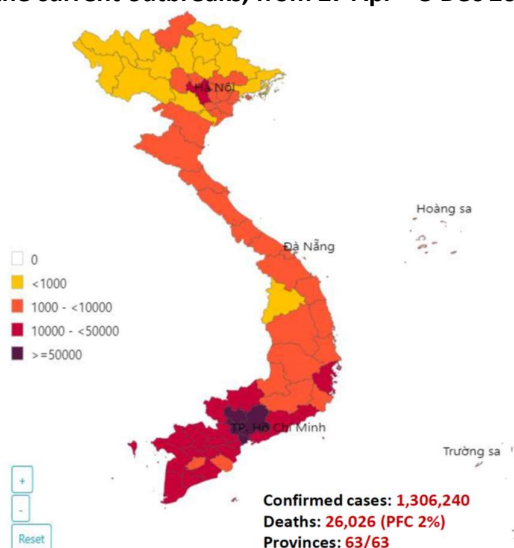 Hà Nội
Hoàng sa
Đà Nẵng
0
<1000
1000 - <10000
10000 - <50000
>=50000
TP. Hồ Chí Minh
Trường sa
+
-
Reset
Confirmed cases: 1,306,240
Deaths: 26,026 (PFC 2%)
Provinces: 63/63